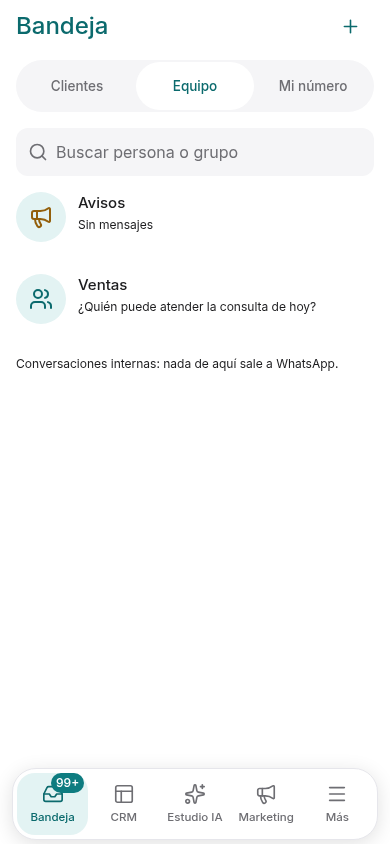 Bandeja
Clientes
Equipo
Mi número
Buscar persona o grupo
Avisos
Sin mensajes
Ventas
¿Quién puede atender la consulta de hoy?
Conversaciones internas: nada de aquí sale a WhatsApp.
99+
Bandeja
CRM
Estudio IA
Marketing
Más